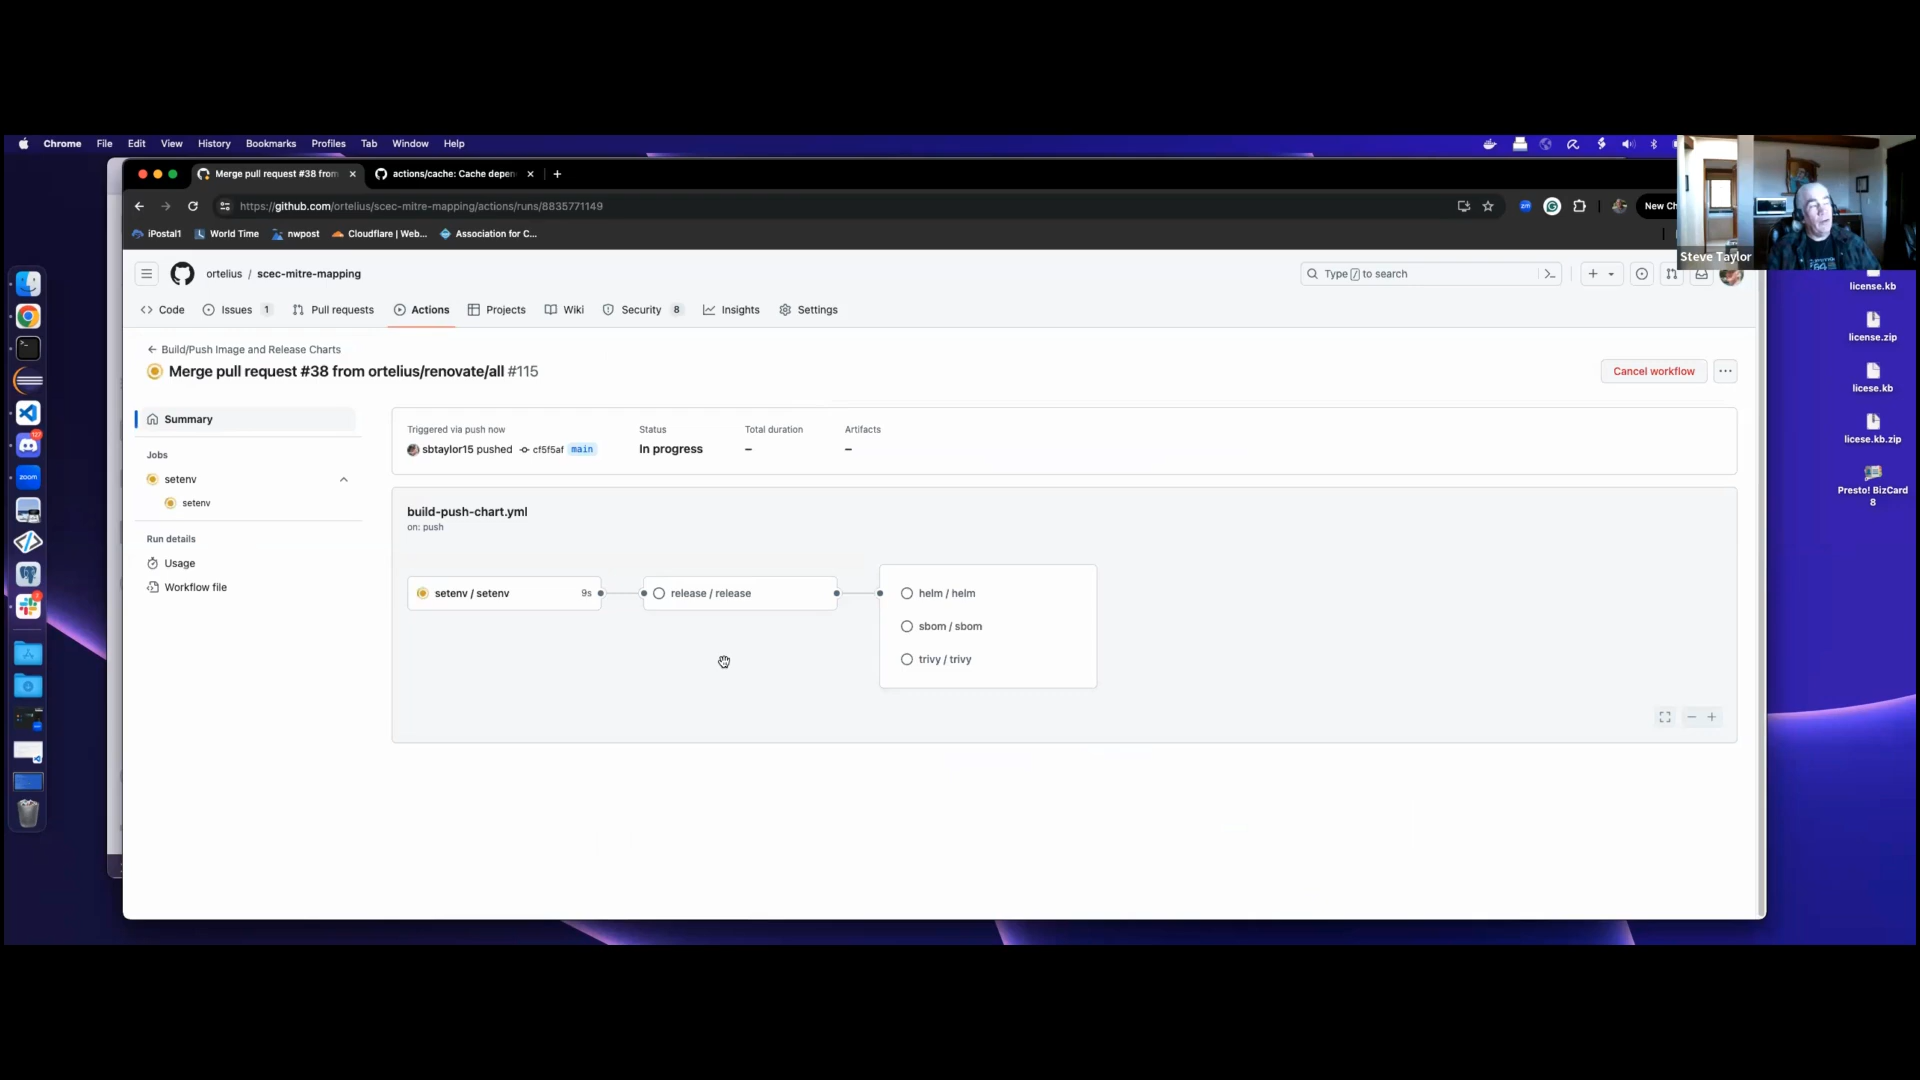 Chrome File Edit View History Bookmarks Profiles Tab Window Help
Merge pull request #38 from
actions/cache: Cache depen
https://github.com/ortelius/scec-mitre-mapping/actions/runs/8835771149
New Ch
iPostal1 World Time nwpost Cloudflare | Web... Association for C...
Steve Taylor
ortelius / scec-mitre-mapping
Type / to search
Code Issues 1 Pull requests Actions Projects Wiki Security 8 Insights Settings
Build/Push Image and Release Charts
Merge pull request #38 from ortelius/renovate/all #115
Cancel workflow
Summary
Jobs
setenv
setenv
Run details
Usage
Workflow file
Triggered via push now
sbtaylor15 pushed cf5f5af main
Status
In progress
Total duration
–
Artifacts
–
build-push-chart.yml
on: push
setenv / setenv 9s
release / release
helm / helm
sbom / sbom
trivy / trivy
license.kb
license.zip
licese.kb
licese.kb.zip
Presto! BizCard
8
zoom